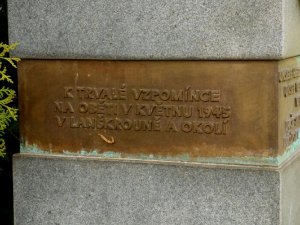 K TRVALÉ VZPOMÍNCE
NA OBĚTI V KVĚTNU 1945
V LANŠKROUNĚ A OKOLÍ